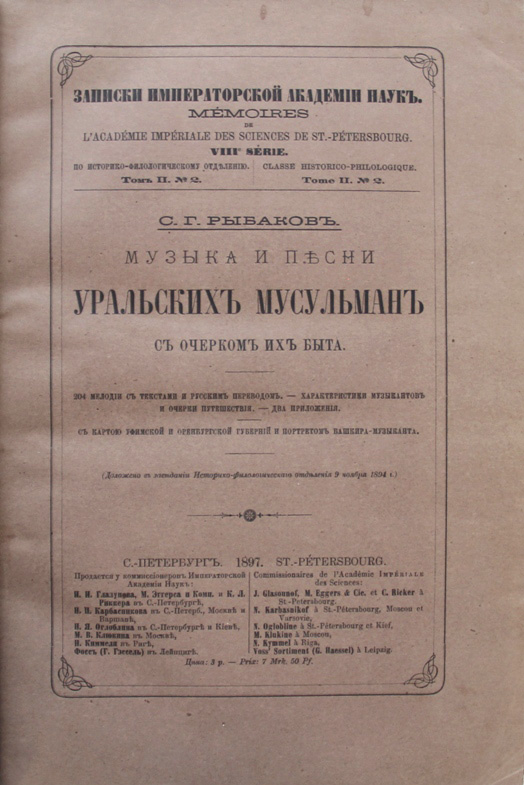 ЗАПИСКИ ИМПЕРАТОРСКОЙ АКАДЕМІИ НАУКЪ.
MÉMOIRES
DE
L'ACADÉMIE IMPÉRIALE DES SCIENCES DE ST.-PÉTERSBOURG.
VIIIᵉ SÉRIE.
ПО ИСТОРИКО-ФИЛОЛОГИЧЕСКОМУ ОТДѢЛЕНІЮ. CLASSE HISTORICO-PHILOLOGIQUE.
Томъ II. № 2. Tome II. № 2.
С. Г. РЫБАКОВЪ.
МУЗЫКА И ПѢСНИ
УРАЛЬСКИХЪ МУСУЛЬМАНЪ
СЪ ОЧЕРКОМЪ ИХЪ БЫТА.
204 МЕЛОДІИ СЪ ТЕКСТАМИ И РУССКИМЪ ПЕРЕВОДОМЪ. — ХАРАКТЕРИСТИКИ МУЗЫКАНТОВЪ
И ОЧЕРКИ ПУТЕШЕСТВІЯ. — ДВА ПРИЛОЖЕНІЯ.
СЪ КАРТОЮ УФИМСКОЙ И ОРЕНБУРГСКОЙ ГУБЕРНІЙ И ПОРТРЕТОМЪ БАШКИРА-МУЗЫКАНТА.
(Доложено въ засѣданіи Историко-филологическаго отдѣленія 9 ноября 1894 г.)
С.-ПЕТЕРБУРГЪ. 1897. ST.-PÉTERSBOURG.
Продается у коммиссіонеровъ Императорской
Академіи Наукъ:
И. И. Глазунова, М. Эггерса и Комп. и К. Л.
Риккера въ С.-Петербургѣ,
Н. П. Карбасникова въ С.-Петерб., Москвѣ и
Варшавѣ,
Н. Я. Оглоблина въ С.-Петербургѣ и Кіевѣ,
М. В. Клюкина въ Москвѣ,
Н. Киммеля въ Ригѣ,
Фоссъ (Г. Гэссель) въ Лейпцигѣ.
Commissionaires de l'Académie IMPÉRIALE
des Sciences:
J. Glasounof, M. Eggers & Cie. et C. Ricker à
St.-Pétersbourg,
N. Karbasnikof à St.-Pétersbourg, Moscou et
Varsovie,
N. Oglobline à St.-Pétersbourg et Kief,
M. Klukine à Moscou,
N. Kymmel à Riga,
Voss' Sortiment (G. Haessel) à Leipzig.
Цѣна: 3 р. — Prix: 7 Mrk. 50 Pf.